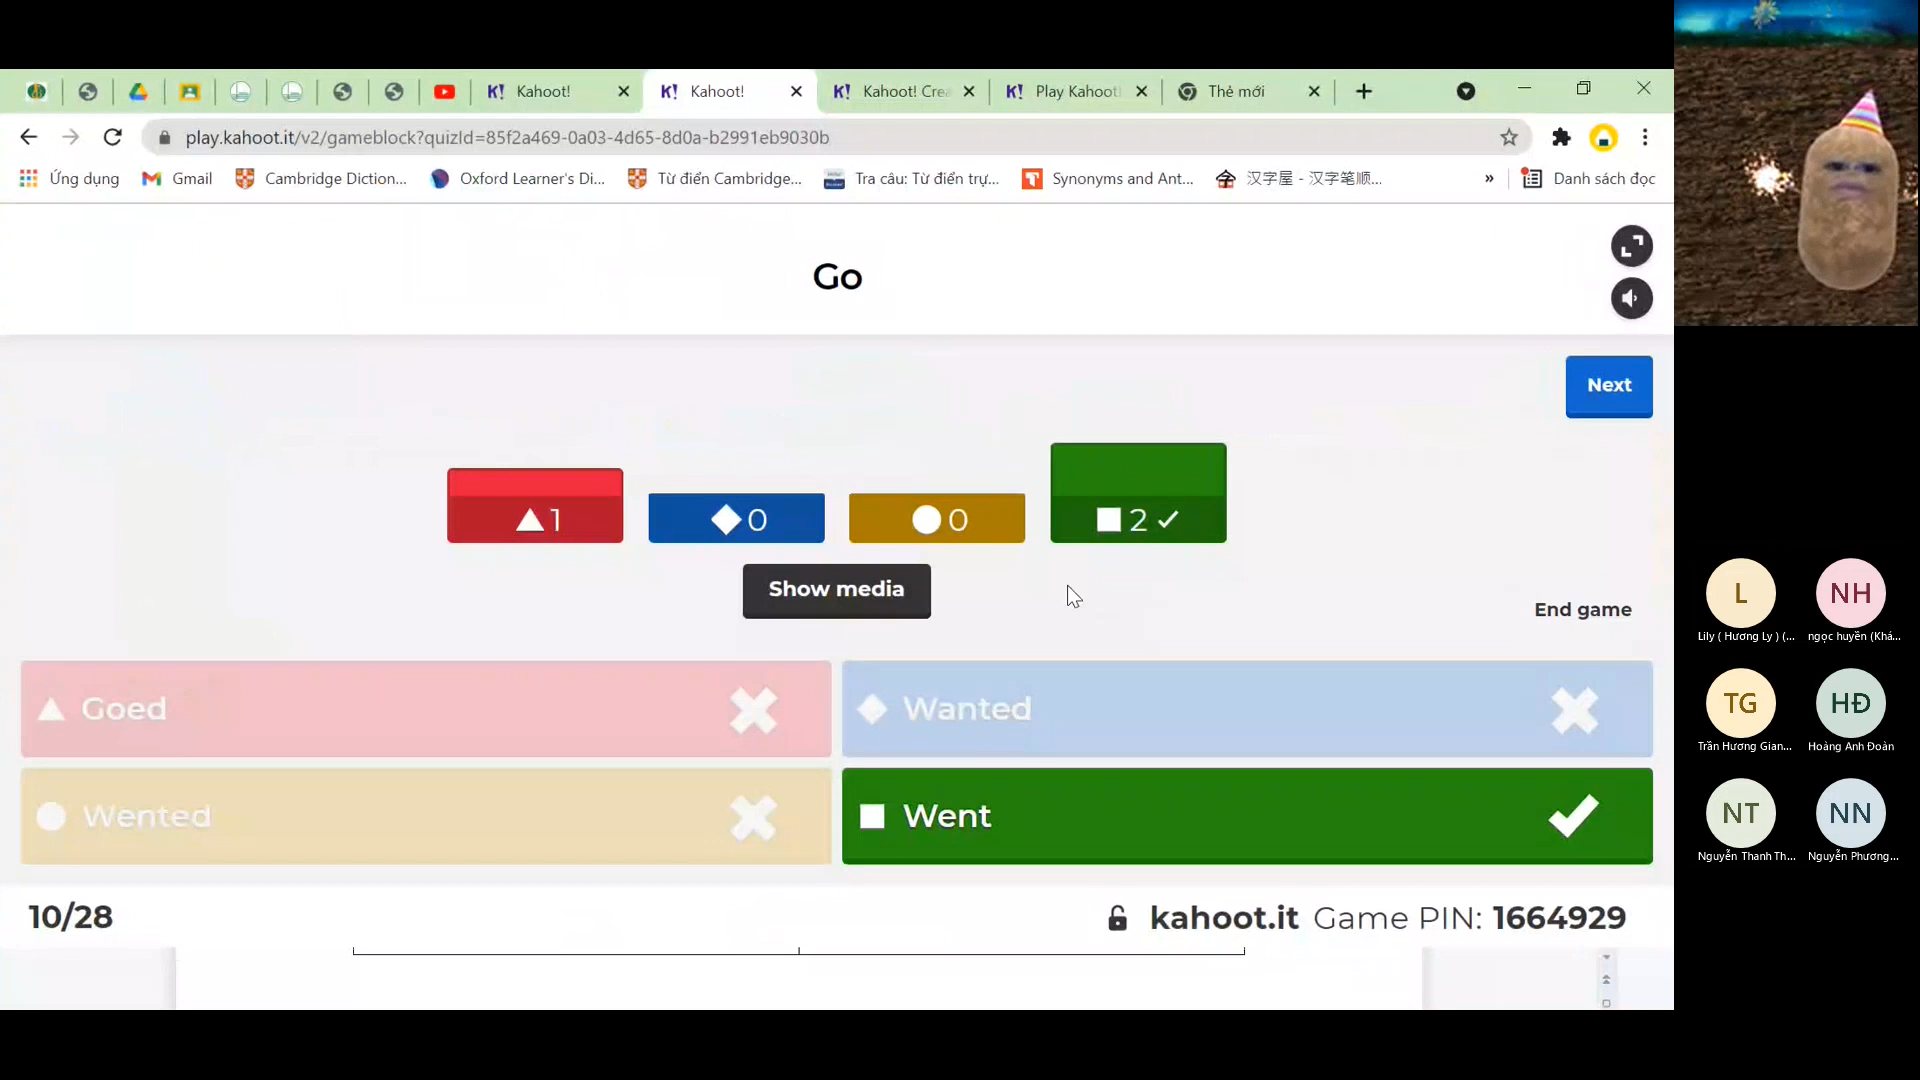 K! Kahoot!
K! Kahoot!
K! Kahoot! Crea
K! Play Kahoot!
Thẻ mới
play.kahoot.it/v2/gameblock?quizId=85f2a469-0a03-4d65-8d0a-b2991eb9030b
Ứng dụng
Gmail
Cambridge Diction...
Oxford Learner's Di...
Từ điển Cambridge...
Tra câu: Từ điển trự...
Synonyms and Ant...
汉字屋 - 汉字笔顺...
»
Danh sách đọc
Go
Next
1
0
0
2
Show media
End game
Goed
Wanted
Wented
Went
10/28
kahoot.it Game PIN: 1664929
L
Lily ( Hương Ly ) (...
NH
ngọc huyền (Khá...
TG
Trần Hương Gian...
HĐ
Hoàng Anh Đoàn
NT
Nguyễn Thanh Th...
NN
Nguyễn Phương...